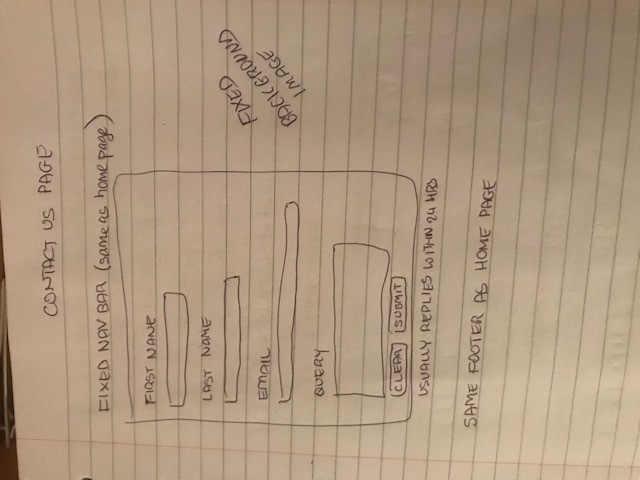 CONTACT US PAGE
FIXED NAV BAR (same as home page)
FIRST NAME
LAST NAME
EMAIL
QUERY
CLEAR SUBMIT
USUALLY REPLIES WITHIN 24 HRS
FIXED
BACKGROUND
IMAGE
SAME FOOTER AS HOME PAGE